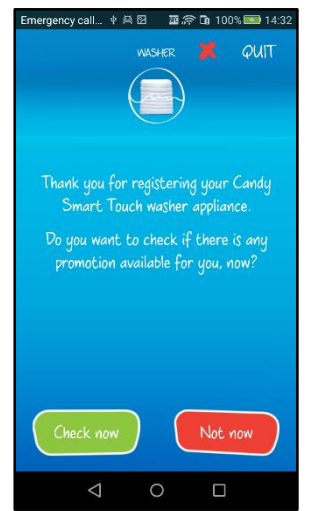 Emergency call... 100% 14:32
WASHER QUIT
Thank you for registering your Candy
Smart Touch washer appliance.
Do you want to check if there is any
promotion available for you, now?
Check now Not now